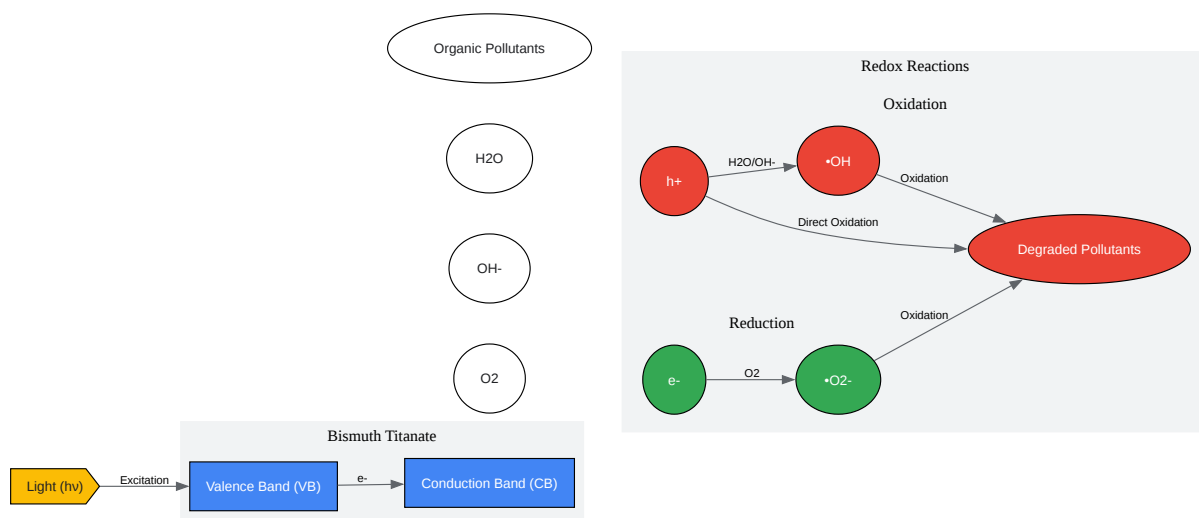 Organic Pollutants
H2O
OH-
O2
Redox Reactions
Oxidation
h+
H2O/OH-
•OH
Oxidation
Direct Oxidation
Degraded Pollutants
Reduction
Oxidation
e-
O2
•O2-
Bismuth Titanate
Light (hν)
Excitation
Valence Band (VB)
e-
Conduction Band (CB)